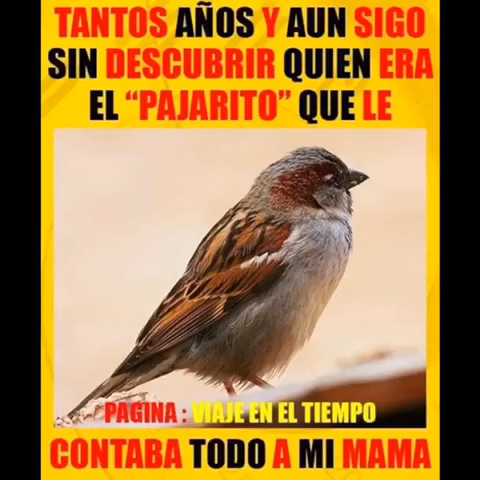 TANTOS AÑOS Y AUN SIGO
SIN DESCUBRIR QUIEN ERA
EL “PAJARITO” QUE LE
PAGINA : VIAJE EN EL TIEMPO
CONTABA TODO A MI MAMA